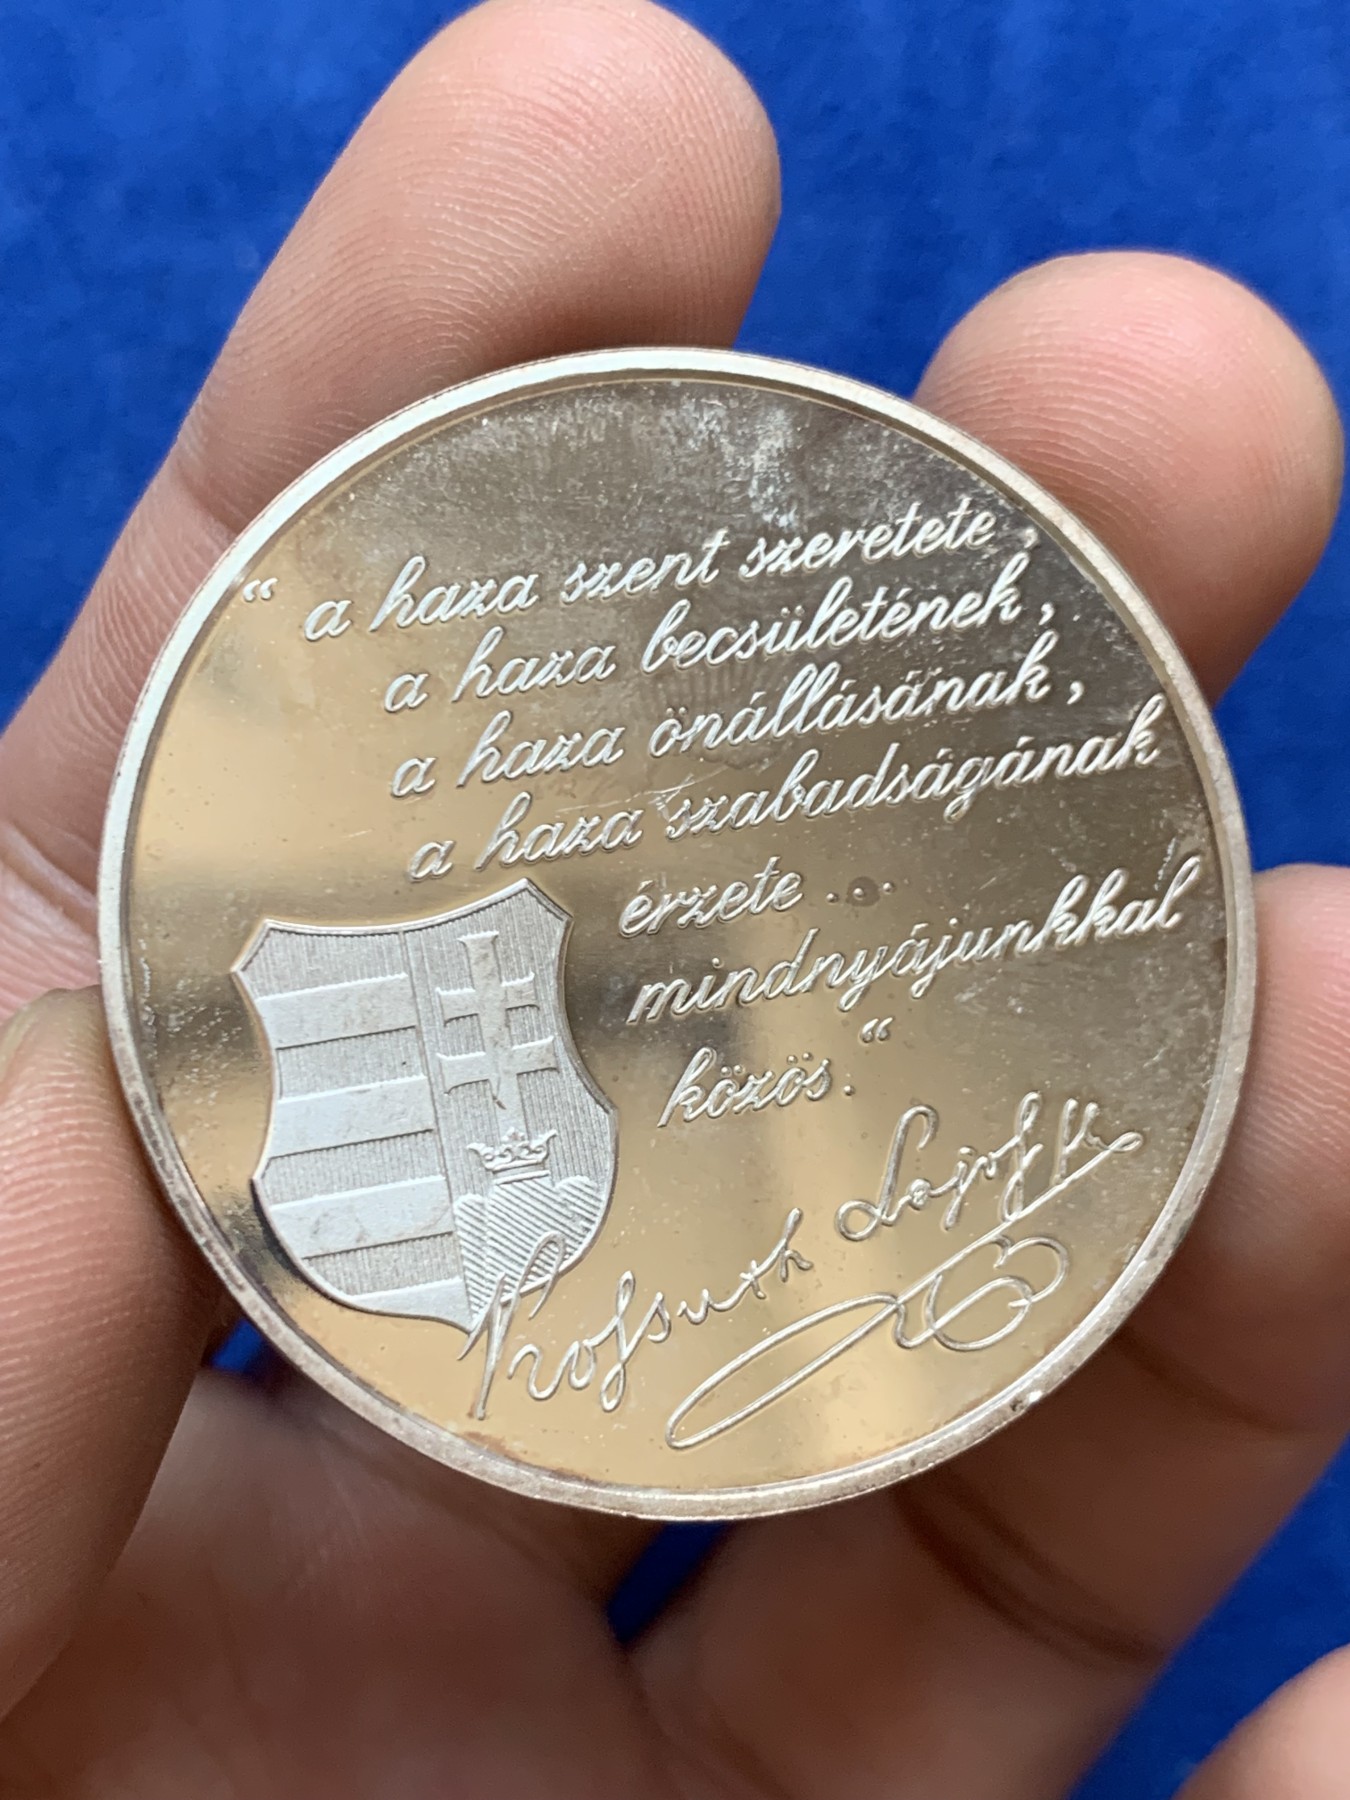 “ a haza szent szeretete,
a haza becsületének,
a haza önállásának,
a haza szabadságának
érzete ...
mindnyájunkkal
közös.“
Kossuth Lajos